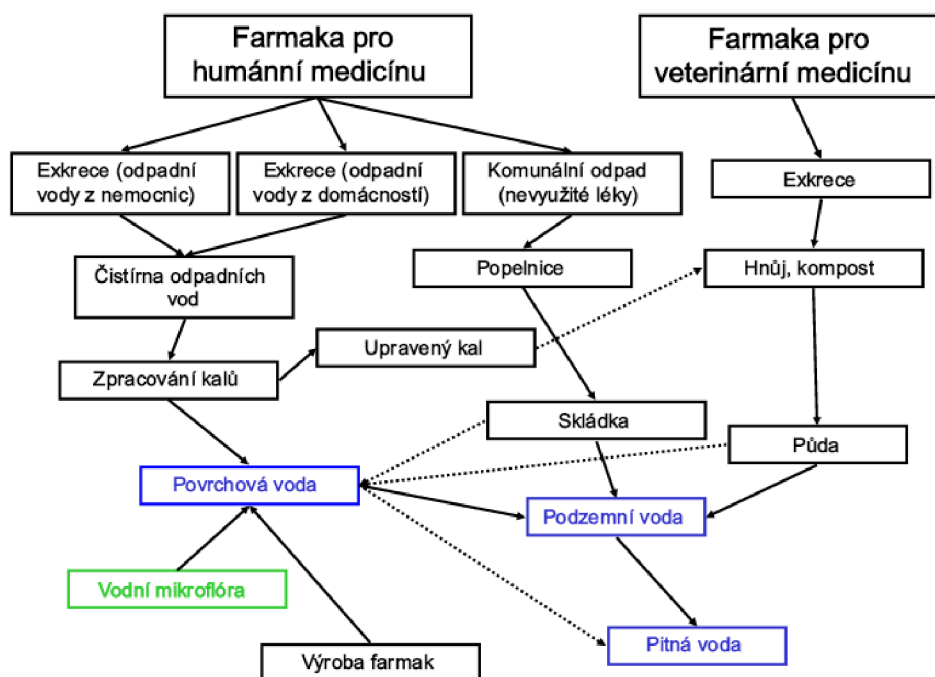 Farmaka pro
humánní medicínu
Farmaka pro
veterinární medicínu
Exkrece (odpadní
vody z nemocnic)
Exkrece (odpadní
vody z domácností)
Komunální odpad
(nevyužité léky)
Exkrece
Čistírna odpadních
vod
Popelnice
Hnůj, kompost
Upravený kal
Zpracování kalů
Skládka
Půda
Povrchová voda
Podzemní voda
Vodní mikroflóra
Pitná voda
Výroba farmak